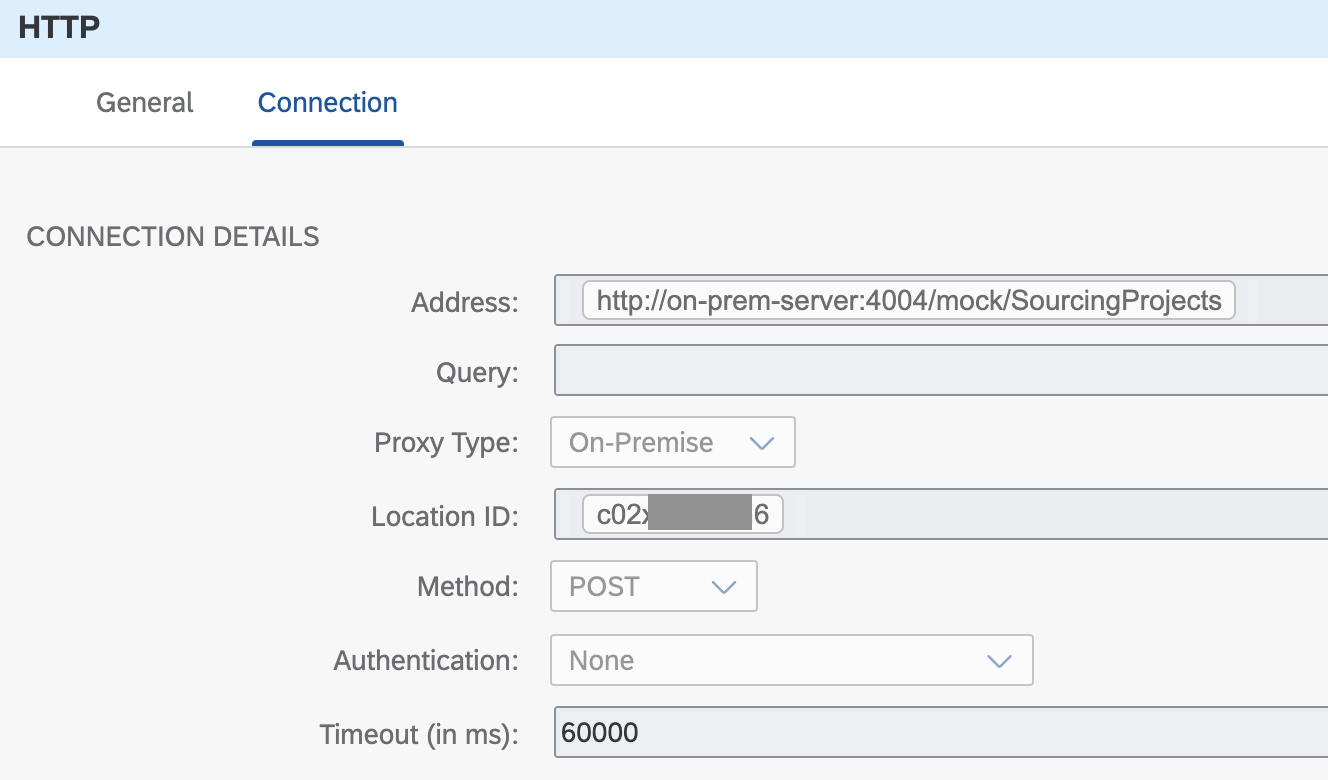 HTTP
General Connection
CONNECTION DETAILS
Address: http://on-prem-server:4004/mock/SourcingProjects
Query:
Proxy Type: On-Premise
Location ID: c02x 6
Method: POST
Authentication: None
Timeout (in ms): 60000